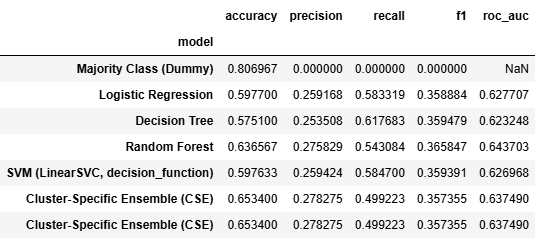 accuracy precision recall f1 roc_auc
model
Majority Class (Dummy) 0.806967 0.000000 0.000000 0.000000 NaN
Logistic Regression 0.597700 0.259168 0.583319 0.358884 0.627707
Decision Tree 0.575100 0.253508 0.617683 0.359479 0.623248
Random Forest 0.636567 0.275829 0.543084 0.365847 0.643703
SVM (LinearSVC, decision_function) 0.597633 0.259424 0.584700 0.359391 0.626968
Cluster-Specific Ensemble (CSE) 0.653400 0.278275 0.499223 0.357355 0.637490
Cluster-Specific Ensemble (CSE) 0.653400 0.278275 0.499223 0.357355 0.637490